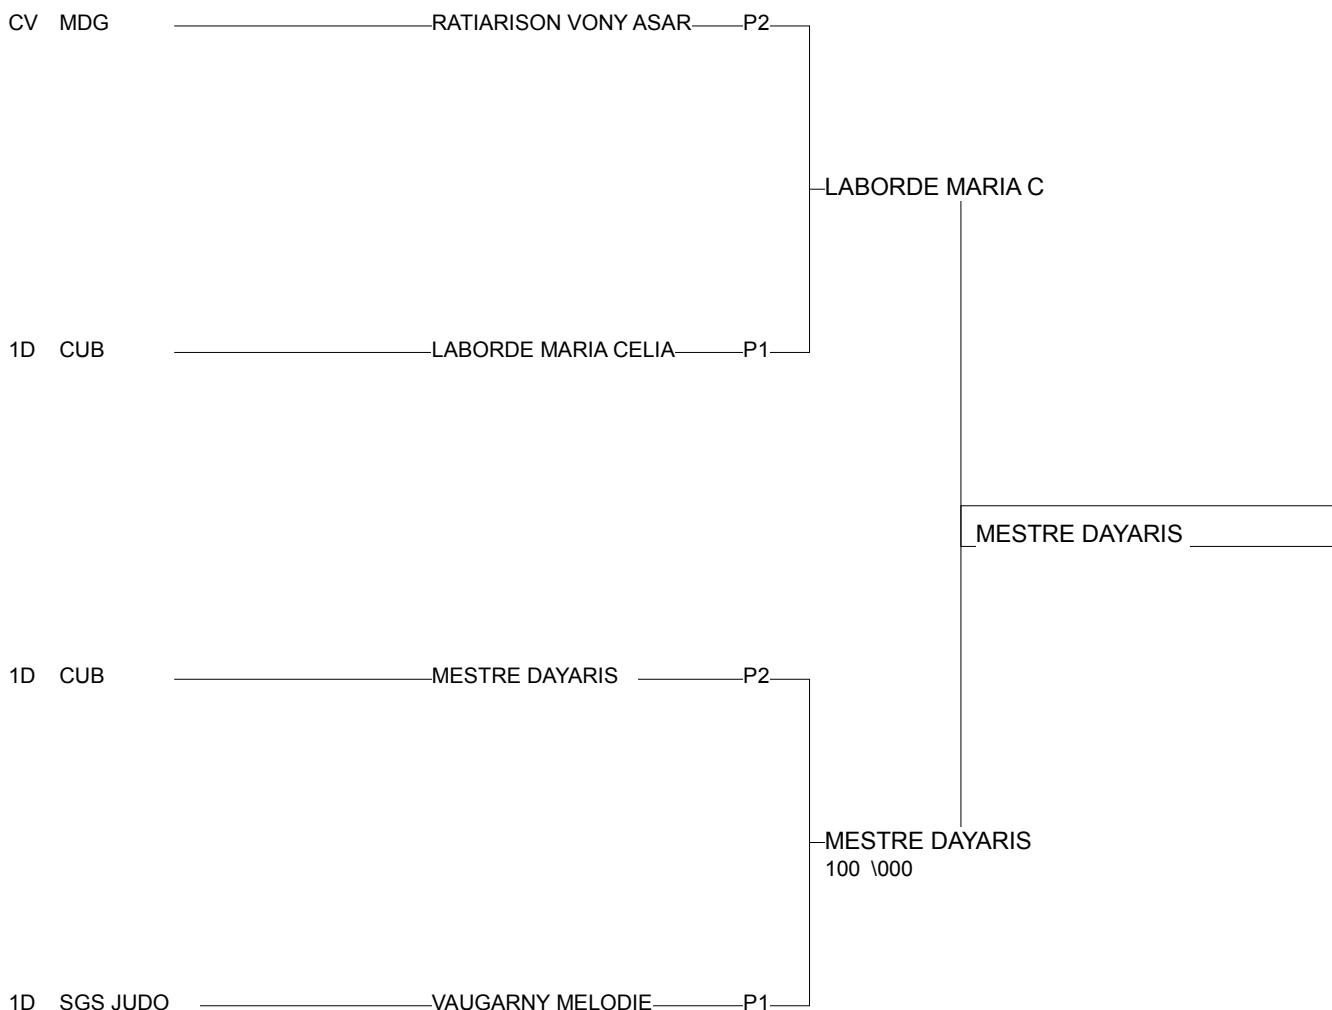 CV MDG RATIARISON VONY ASAR P2
LABORDE MARIA C
1D CUB LABORDE MARIA CELIA P1
MESTRE DAYARIS
1D CUB MESTRE DAYARIS P2
MESTRE DAYARIS
100 \000
1D SGS JUDO VAUGARNY MELODIE P1